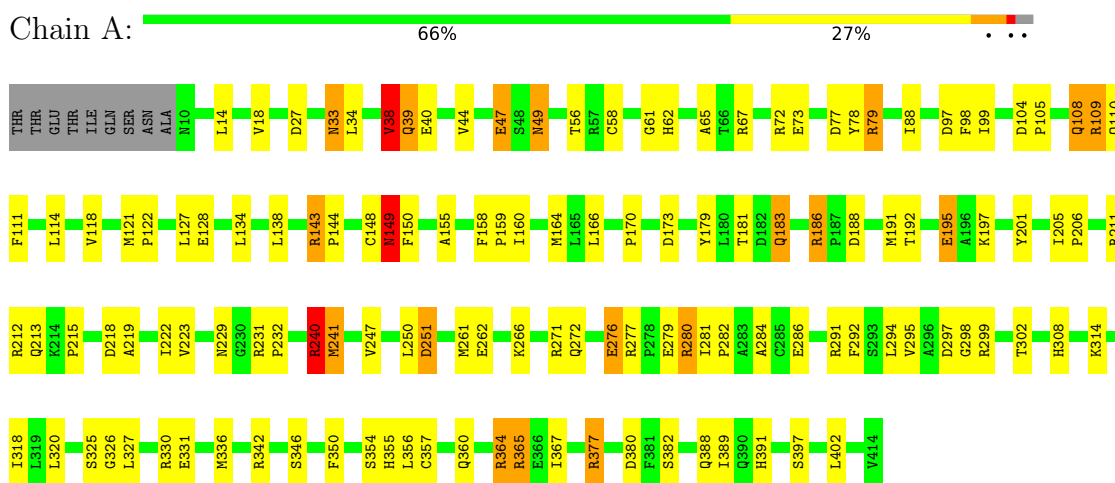 Chain A:
66% 27% • • •
THR THR GLU THR ILE GLN SER ASN ALA N10 L14 V18 D27 N33 L34 V38 Q39 E40 V44 E47 S48 N49 T56 R57 C58 G61 H62 A65 T66 R67 R72 E73 D77 Y78 R79 I88 D97 F98 I99 D104 P105 Q108 R109
F111 L114 V118 M121 P122 L127 E128 L134 L138 R143 P144 C148 N149 F150 A155 F158 P159 I160 M164 L165 L166 P170 D173 Y179 L180 T181 D182 Q183 R186 P187 D188 M191 T192 E195 A196 K197 Y201 I205 P206
R212 Q213 K214 P215 D218 A219 I222 V223 N229 G230 R231 P232 R240 M241 V247 L250 D251 M261 E262 K266 R271 Q272 E276 R277 P278 E279 R280 I281 P282 A283 A284 C285 E286 R291 F292 S293 L294 V295 A296 D297 G298 R299 T302 H308 K314
I318 L319 L320 S325 G326 L327 R330 E331 M336 R342 S346 F350 S354 H355 L356 C357 Q360 R364 R365 E366 I367 R377 D380 F381 S382 Q388 I389 Q390 H391 S397 L402 V414